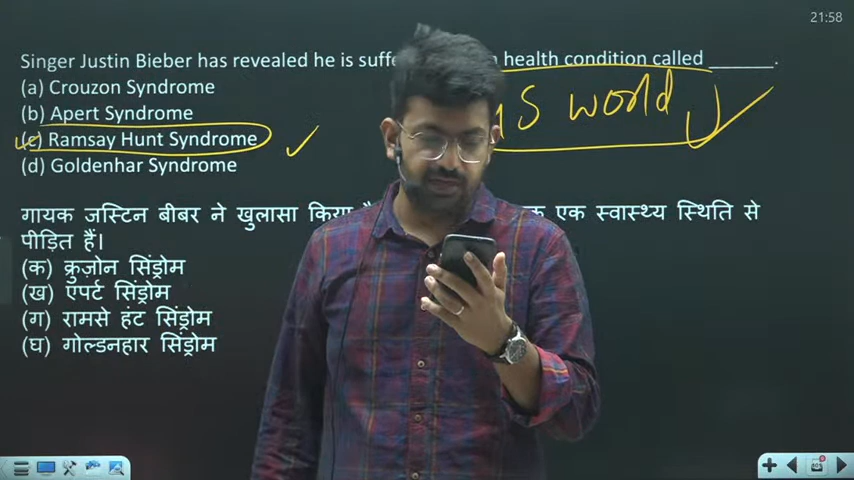 21:58
Singer Justin Bieber has revealed he is suffe health condition called ______.
(a) Crouzon Syndrome
(b) Apert Syndrome
s world
(c) Ramsay Hunt Syndrome
(d) Goldenhar Syndrome
गायक जस्टिन बीबर ने खुलासा किया एक स्वास्थ्य स्थिति से
पीड़ित हैं।
(क) क्रुज़ोन सिंड्रोम
(ख) एपर्ट सिंड्रोम
(ग) रामसे हंट सिंड्रोम
(घ) गोल्डनहार सिंड्रोम